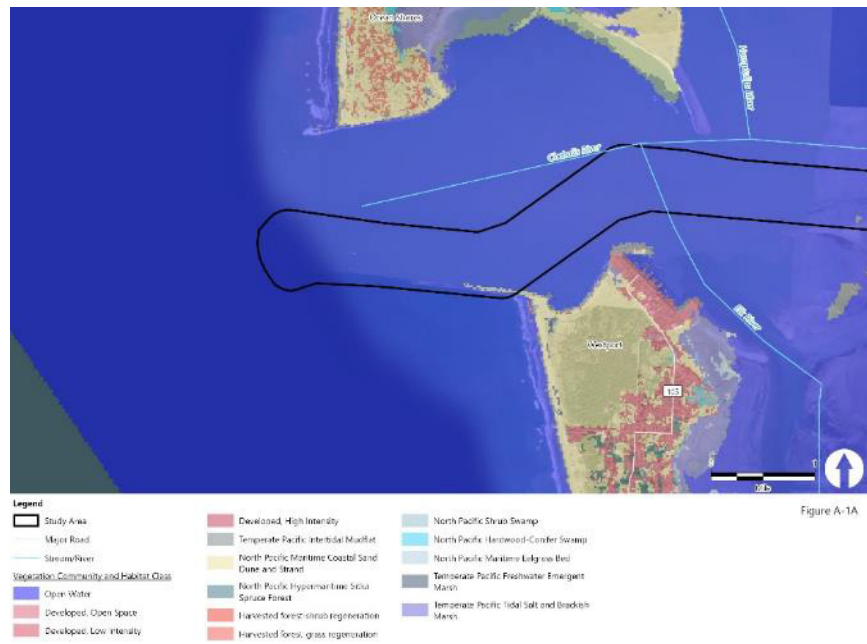 Ocean Shores
Chehalis River
Elk River
Westport
105
Figure A-1A
Legend
Study Area
Major Road
Stream/River
Vegetation Community and Habitat Class
Open Water
Developed, Open Space
Developed, Low Intensity
Developed, High Intensity
Temperate Pacific Intertidal Mudflat
North Pacific Maritime Coastal Sand
Dune and Strand
North Pacific Hypermaritime Sitka
Spruce Forest
Harvested forest-shrub regeneration
Harvested forest, grass regeneration
North Pacific Shrub Swamp
North Pacific Hardwood-Conifer Swamp
North Pacific Maritime Eelgrass Bed
Temperate Pacific Freshwater Emergent
Marsh
Temperate Pacific Tidal Salt and Brackish
Marsh